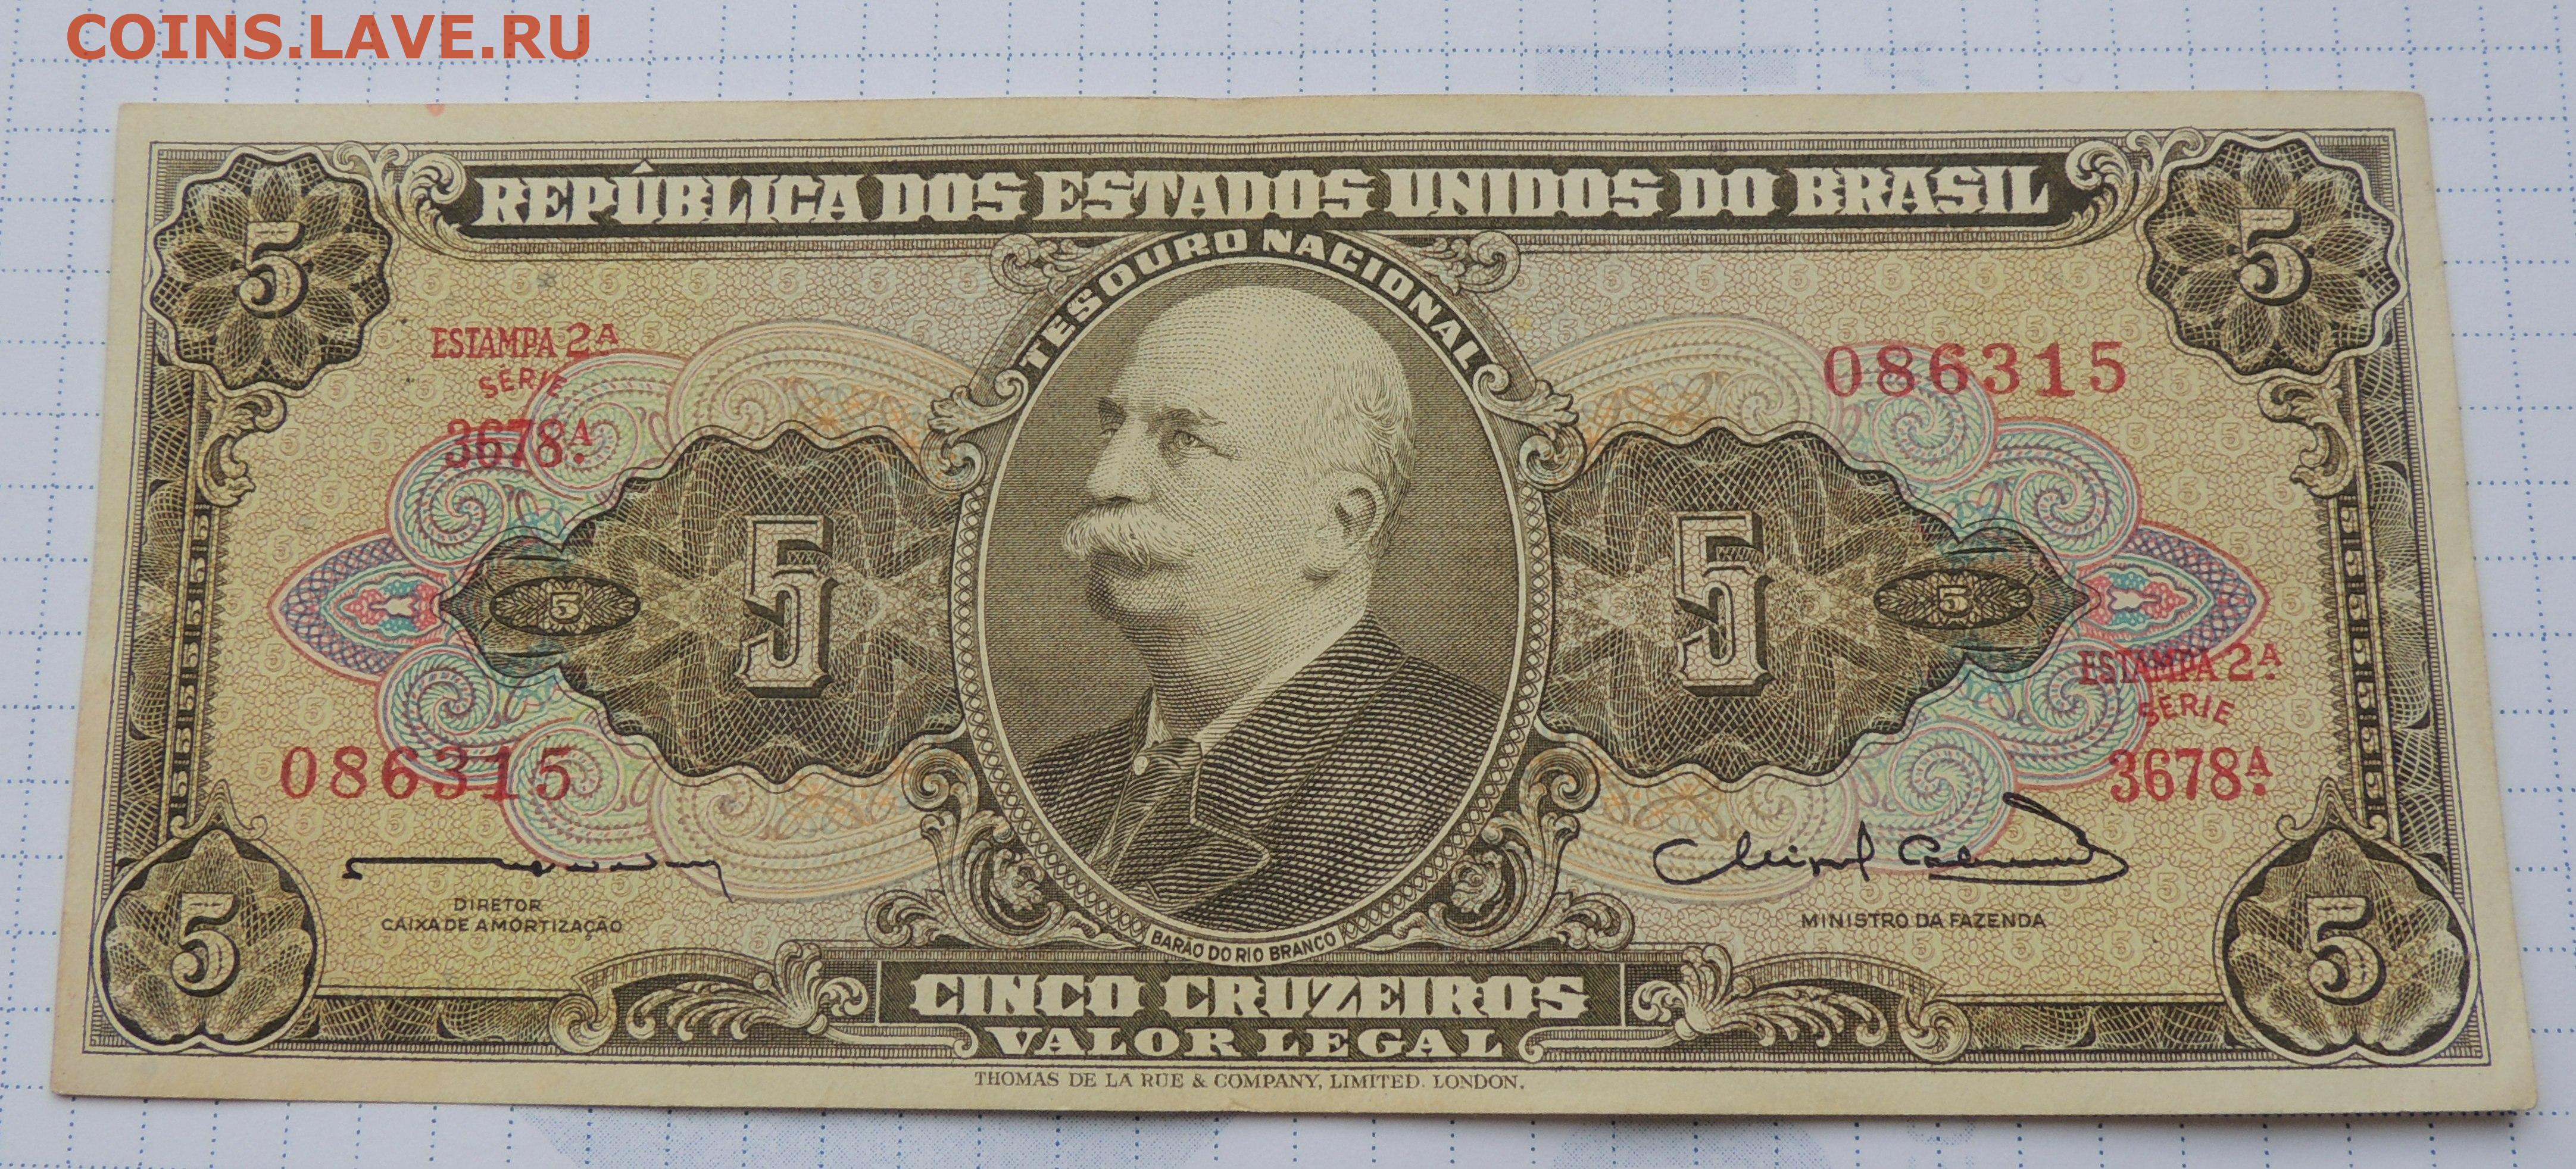 COINS.LAVE.RU
5 REPÚBLICA DOS ESTADOS UNIDOS DO BRASIL 5
TESOURO NACIONAL
ESTAMPA 2A
SÉRIE
3678A.
086315
5 5 5 5
086315
ESTAMPA 2A.
SÉRIE
3678A.
DIRETOR
CAIXA DE AMORTIZAÇÃO
MINISTRO DA FAZENDA
BARÃO DO RIO BRANCO
5 CINCO CRUZEIROS 5
VALOR LEGAL
THOMAS DE LA RUE & COMPANY, LIMITED. LONDON.